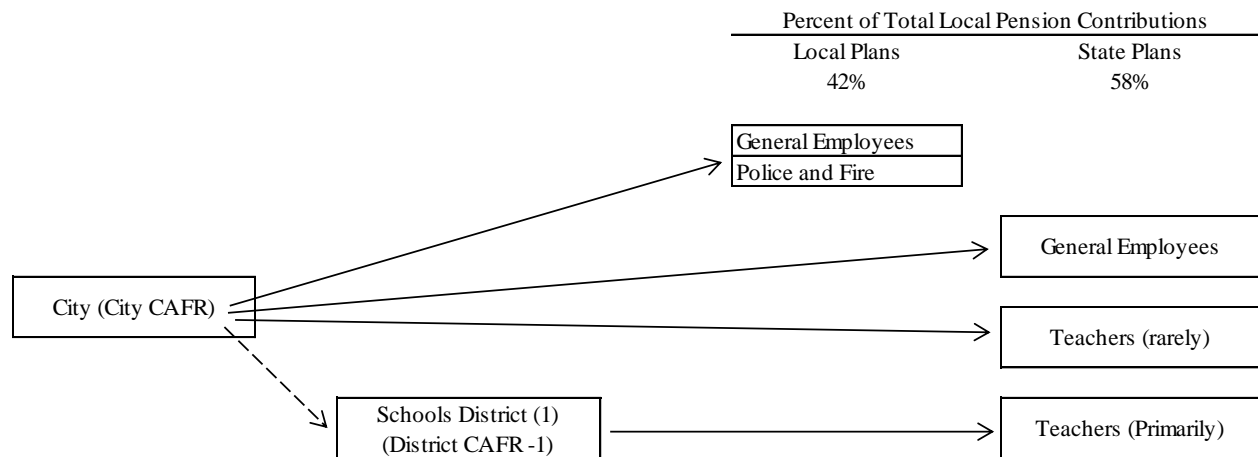 Percent of Total Local Pension Contributions
Local Plans State Plans
42% 58%
General Employees
Police and Fire
General Employees
City (City CAFR)
Teachers (rarely)
Schools District (1)
(District CAFR -1)
Teachers (Primarily)